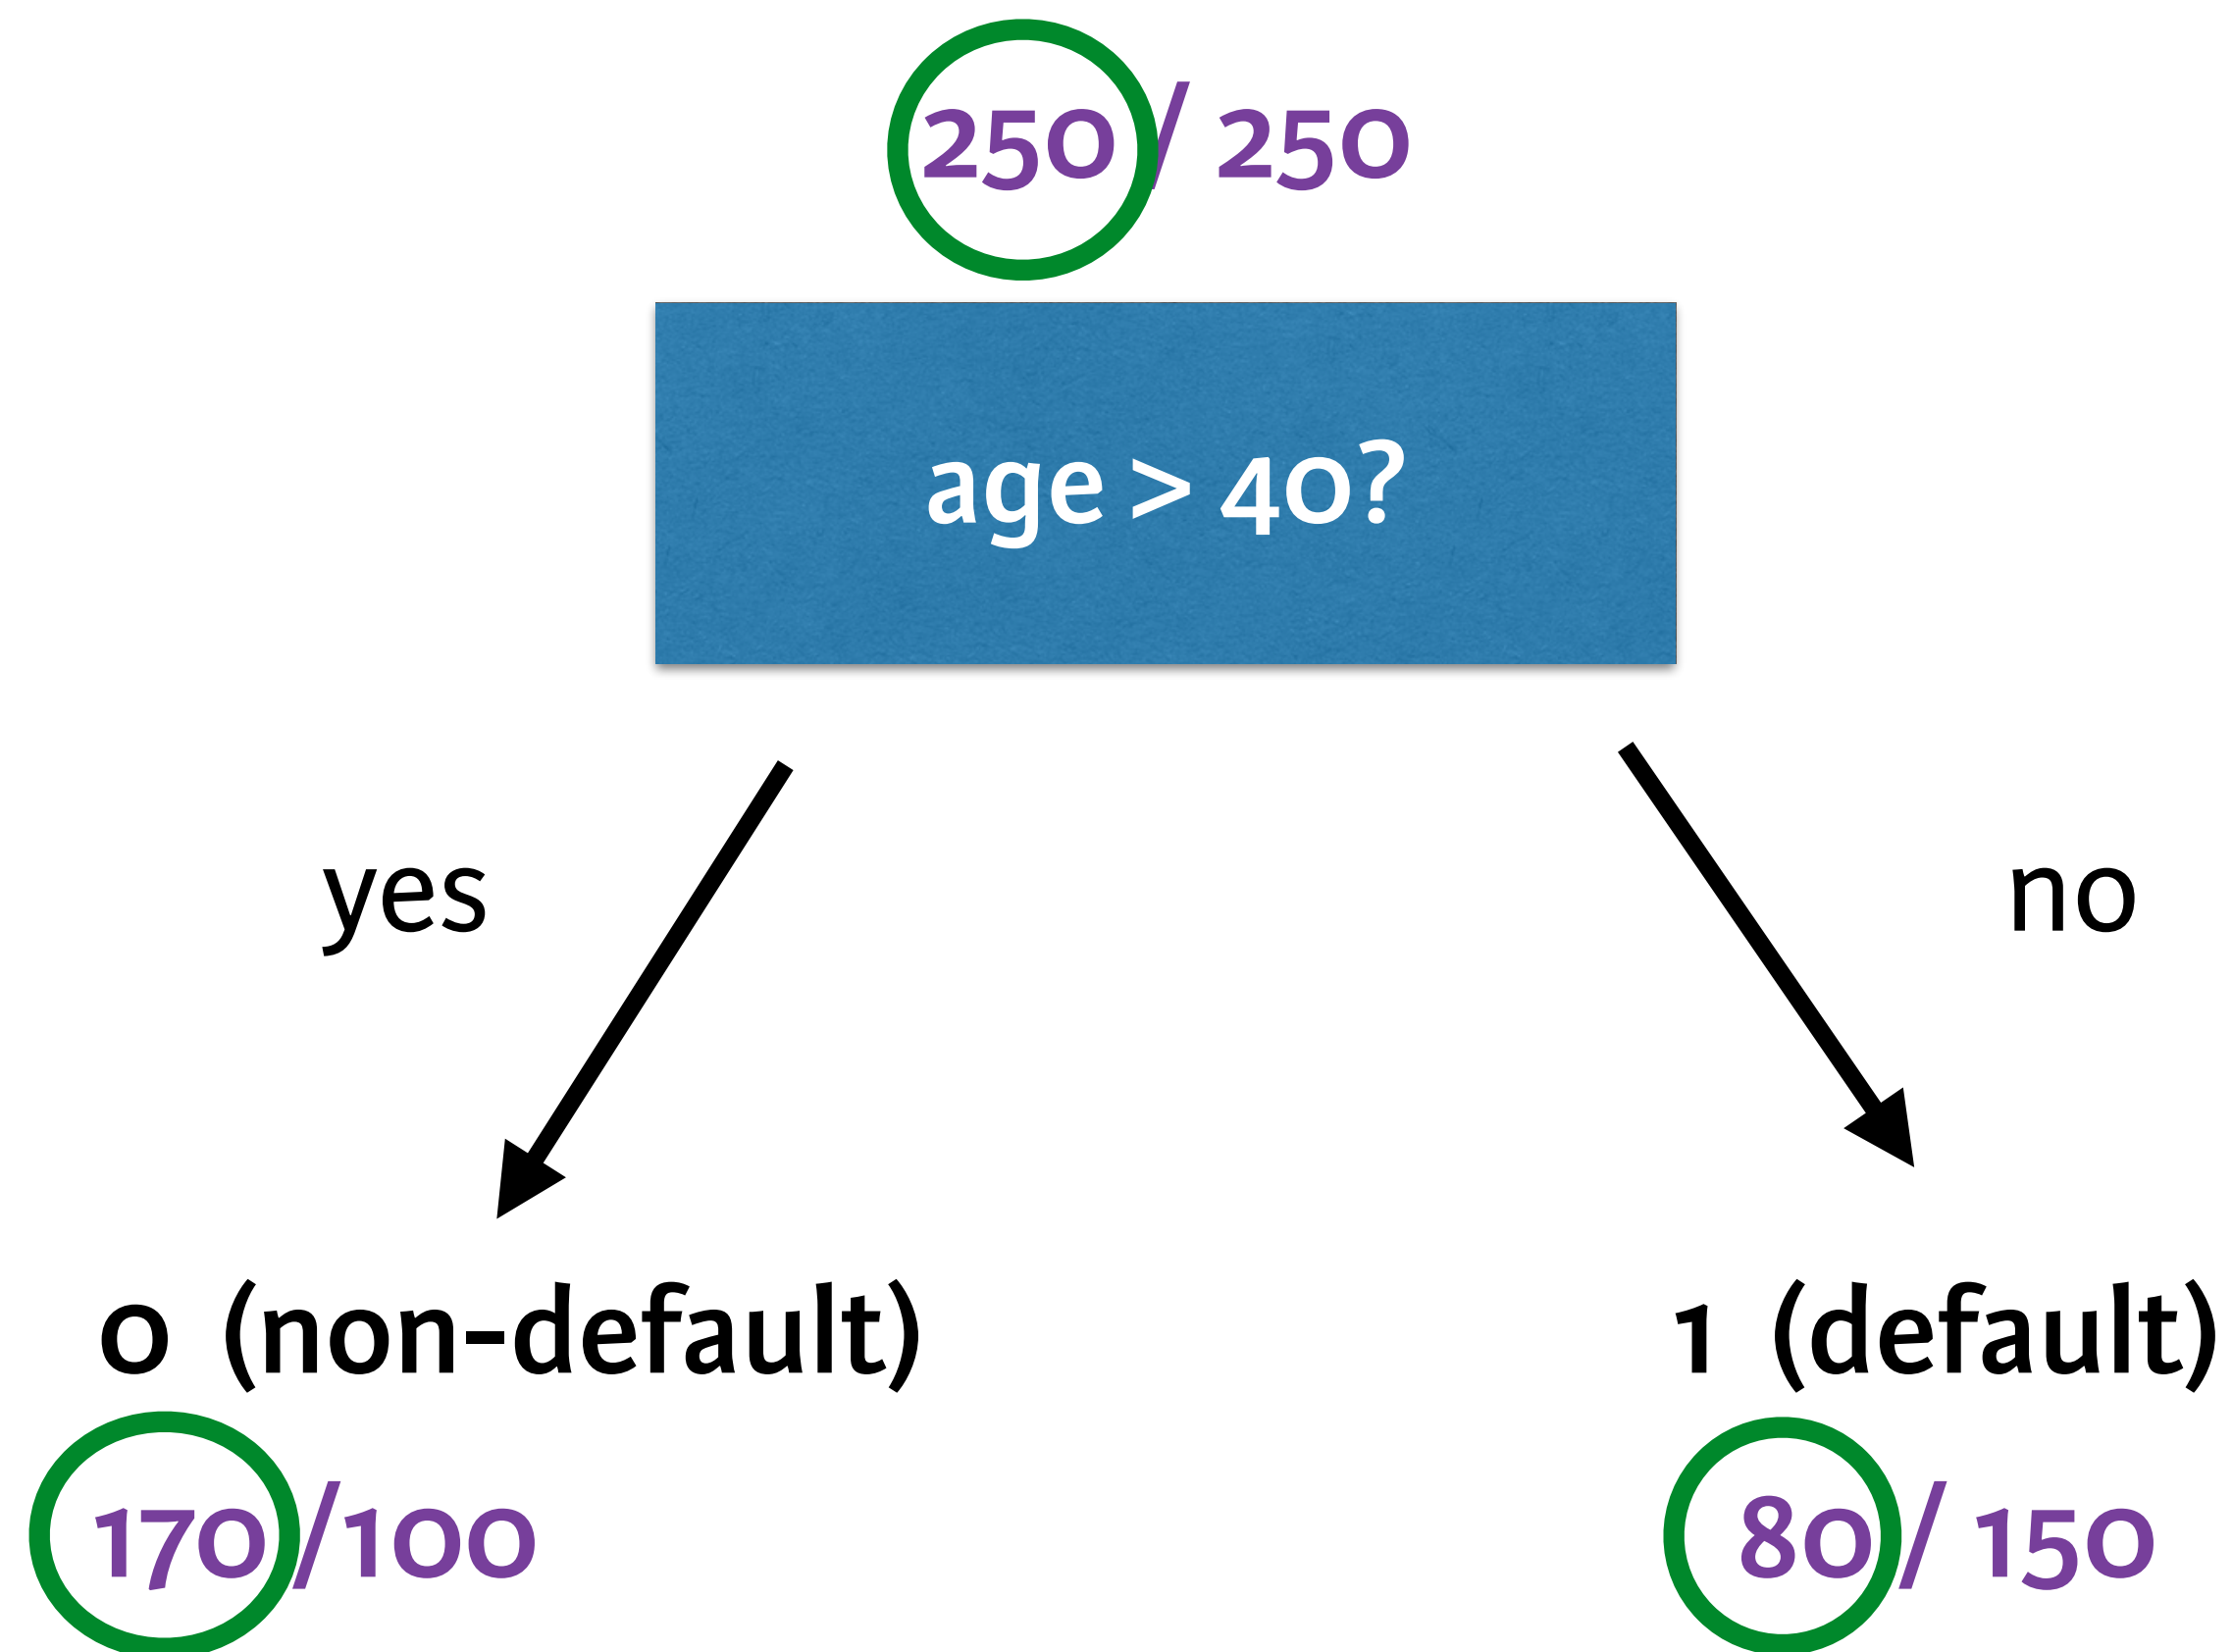 250 / 250
age > 40?
yes
no
0 (non-default)
1 (default)
170/100
80/ 150